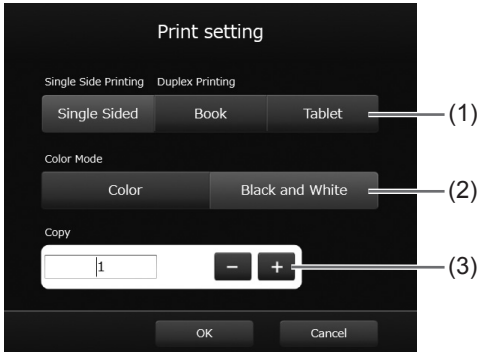 Print setting
Single Side Printing Duplex Printing
Single Sided Book Tablet (1)
Color Mode
Color Black and White (2)
Copy
1 − + (3)
OK Cancel